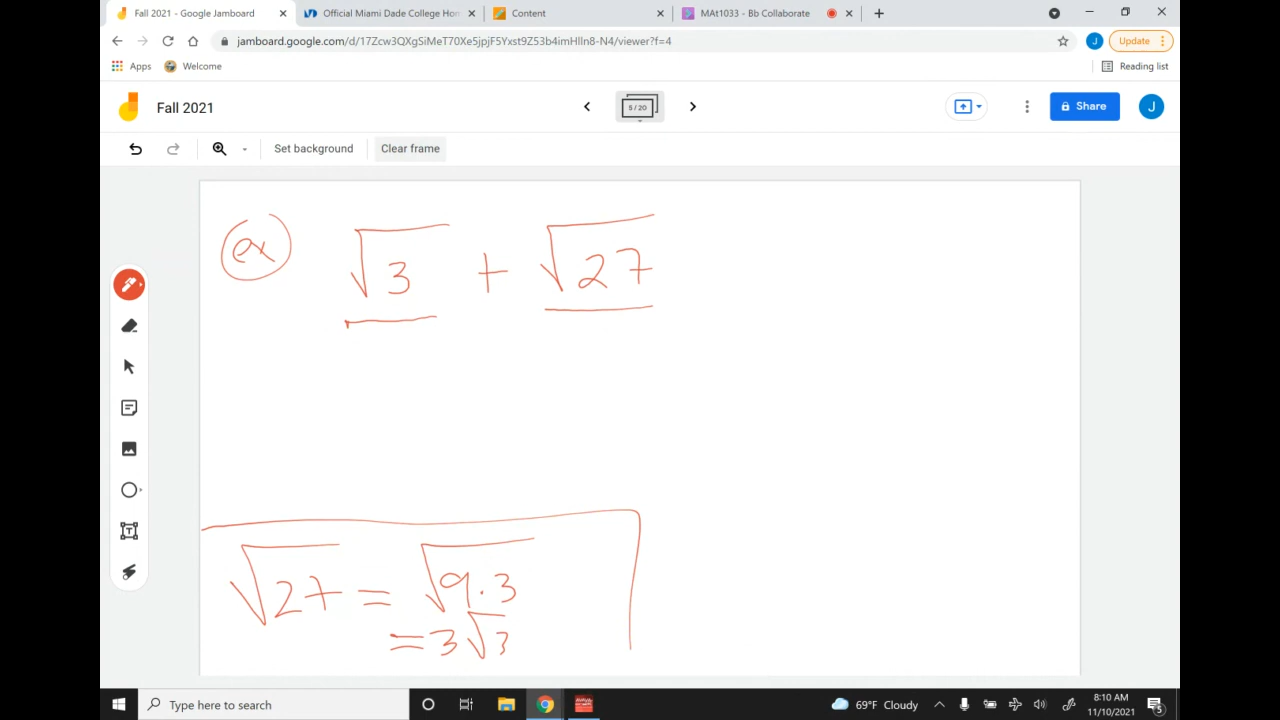 Fall 2021 - Google Jamboard
Official Miami Dade College Hon
Content
MAt1033 - Bb Collaborate
jamboard.google.com/d/17Zcw3QXgSiMeT70Xe5jpjF5Yxst9Z53b4imHlln8-N4/viewer?f=4
Update
Apps
Welcome
Reading list
Fall 2021
5 / 20
Share
J
Set background
Clear frame
ex √3 + √27
√27 = √9·3
= 3√3
Type here to search
69°F Cloudy
8:10 AM
11/10/2021
5